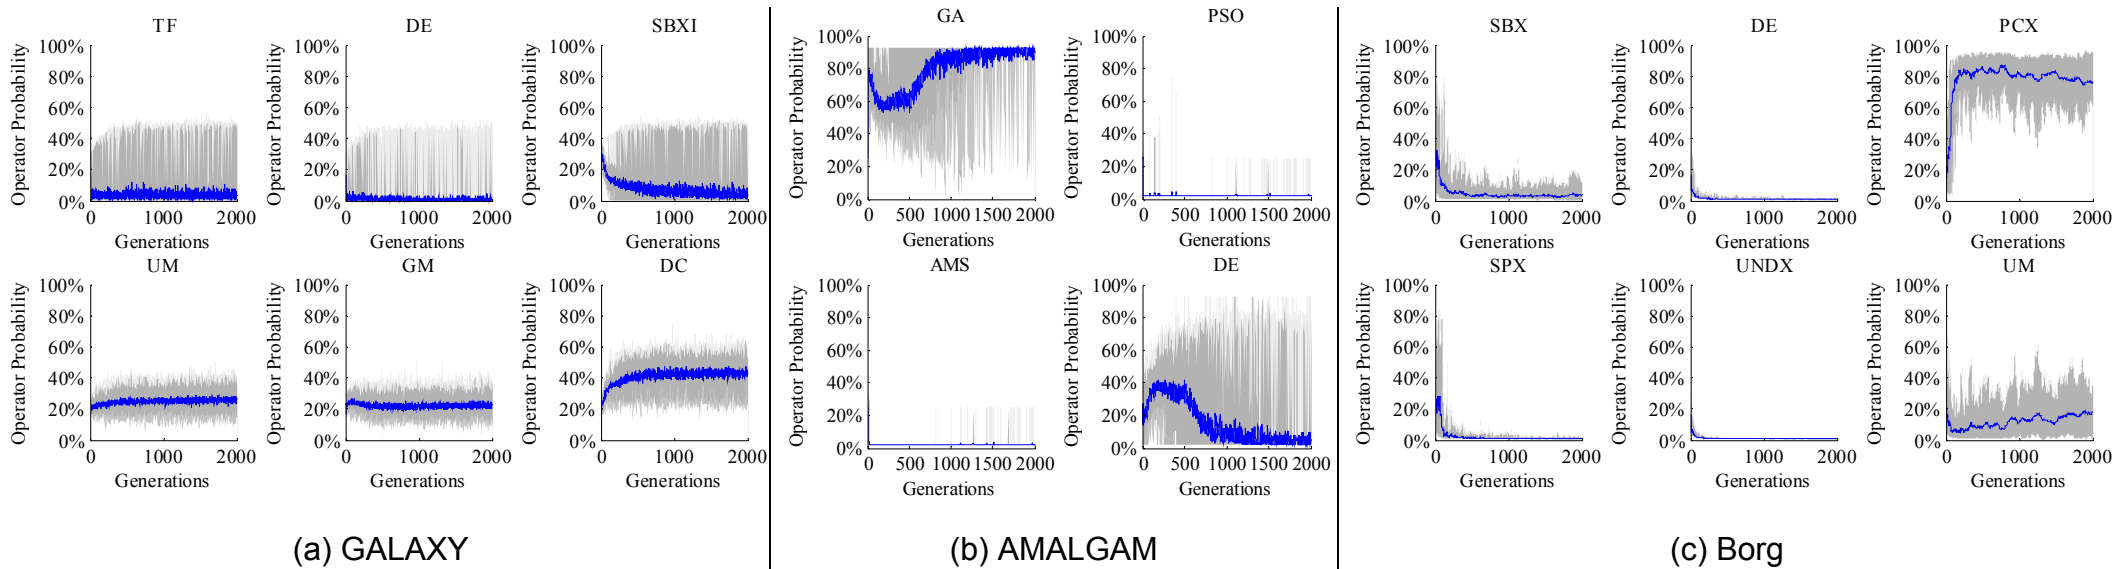 TF
DE
SBXI
Operator Probability
100%
80%
60%
40%
20%
0%
0
1000
2000
Generations
Operator Probability
100%
80%
60%
40%
20%
0%
0
1000
2000
Generations
Operator Probability
100%
80%
60%
40%
20%
0%
0
1000
2000
Generations
UM
GM
DC
Operator Probability
100%
80%
60%
40%
20%
0%
0
1000
2000
Generations
Operator Probability
100%
80%
60%
40%
20%
0%
0
1000
2000
Generations
Operator Probability
100%
80%
60%
40%
20%
0%
0
1000
2000
Generations
(a) GALAXY
GA
PSO
Operator Probability
100%
80%
60%
40%
20%
0%
0
500
1000
1500
2000
Generations
Operator Probability
100%
80%
60%
40%
20%
0%
0
500
1000
1500
2000
Generations
AMS
DE
Operator Probability
100%
80%
60%
40%
20%
0%
0
500
1000
1500
2000
Generations
Operator Probability
100%
80%
60%
40%
20%
0%
0
500
1000
1500
2000
Generations
(b) AMALGAM
SBX
DE
PCX
Operator Probability
100%
80%
60%
40%
20%
0%
0
1000
2000
Generations
Operator Probability
100%
80%
60%
40%
20%
0%
0
1000
2000
Generations
Operator Probability
100%
80%
60%
40%
20%
0%
0
1000
2000
Generations
SPX
UNDX
UM
Operator Probability
100%
80%
60%
40%
20%
0%
0
1000
2000
Generations
Operator Probability
100%
80%
60%
40%
20%
0%
0
1000
2000
Generations
Operator Probability
100%
80%
60%
40%
20%
0%
0
1000
2000
Generations
(c) Borg